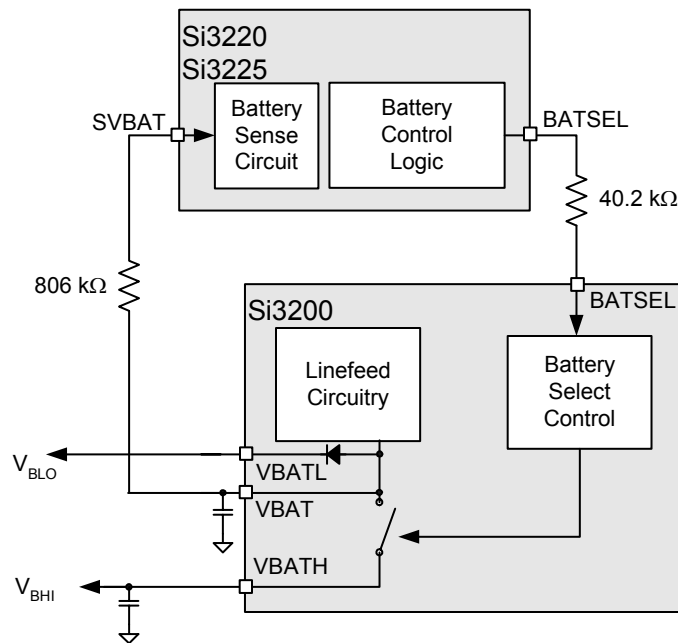 Si3220
Si3225
SVBAT
Battery
Sense
Circuit
Battery
Control
Logic
BATSEL
40.2 kΩ
806 kΩ
BATSEL
Si3200
Linefeed
Circuitry
Battery
Select
Control
VBLO
VBATL
VBAT
VBATH
VBHI